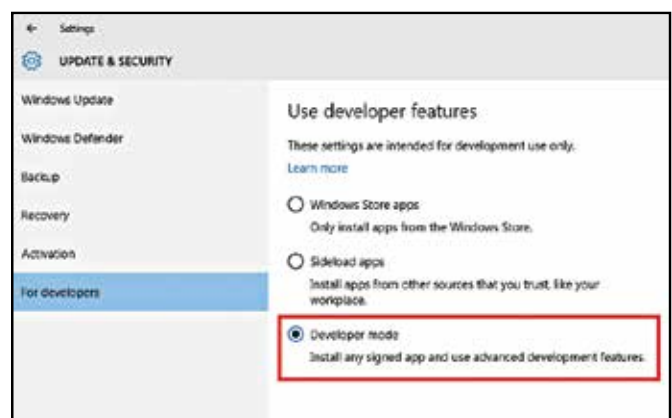 Settings
UPDATE & SECURITY
Windows Update
Windows Defender
Backup
Recovery
Activation
For developers
Use developer features
These settings are intended for development use only.
Learn more
Windows Store apps
Only install apps from the Windows Store.
Sideload apps
Install apps from other sources that you trust, like your
workplace.
Developer mode
Install any signed app and use advanced development features.